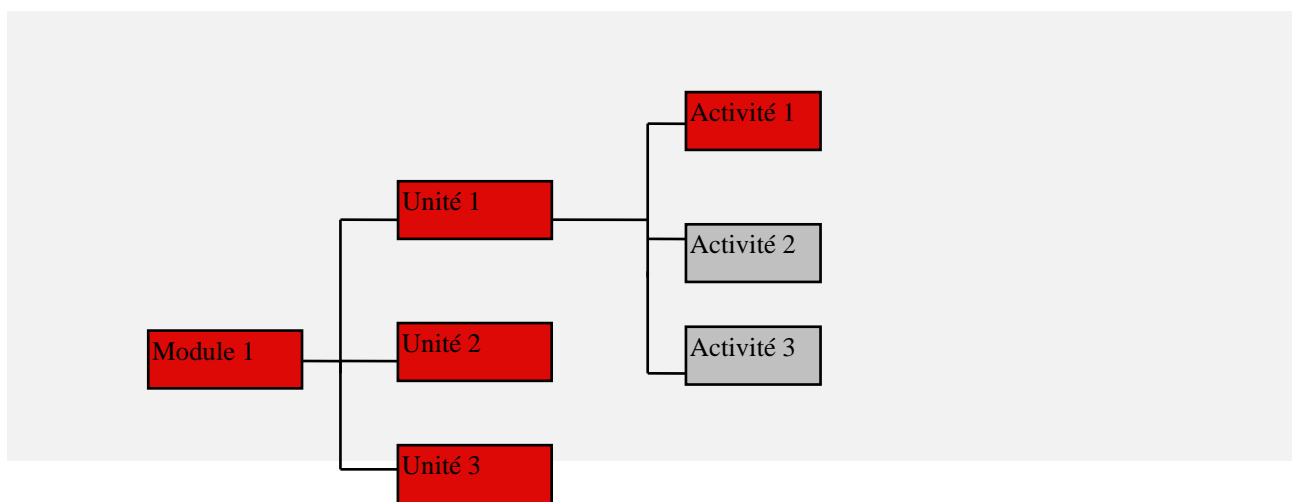 Activité 1
Unité 1
Activité 2
Unité 2
Module 1
Activité 3
Unité 3